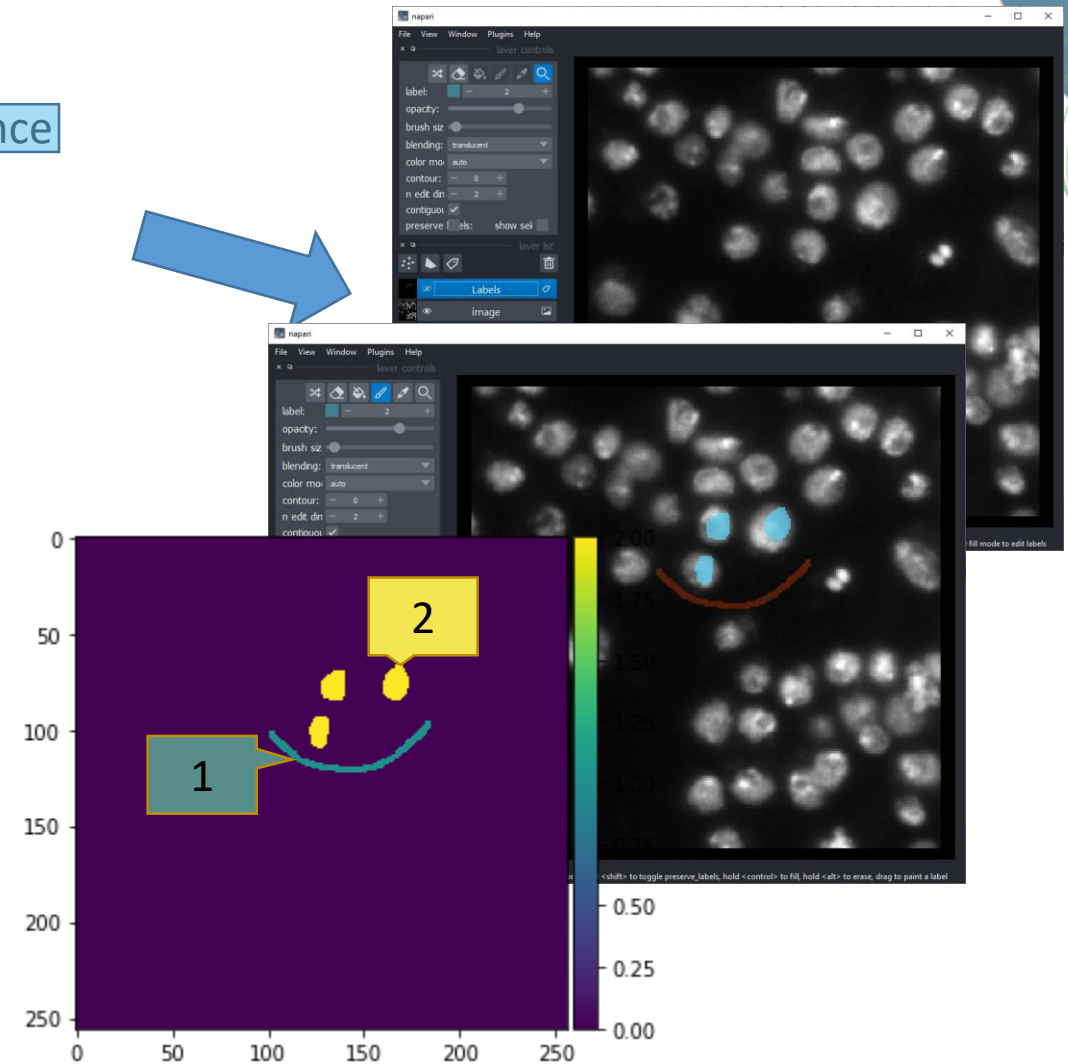 nce
napari
File View Window Plugins Help
layer controls
label: 2
opacity:
brush siz
blending: translucent
color mo auto
contour: 0
n edit din 2
contiguou
preserve l els: show sel
layer list
Labels
image
fill mode to edit labels
napari
File View Window Plugins Help
layer controls
label: 2
opacity:
brush siz
blending: translucent
color mo auto
contour: 0
n edit din 2
contiguou
<shift> to toggle preserve_labels, hold <control> to fill, hold <alt> to erase, drag to paint a label
0
50
100
150
200
250
0 50 100 150 200 250
2
1
2.00
1.75
1.50
1.25
1.00
0.75
0.50
0.25
0.00